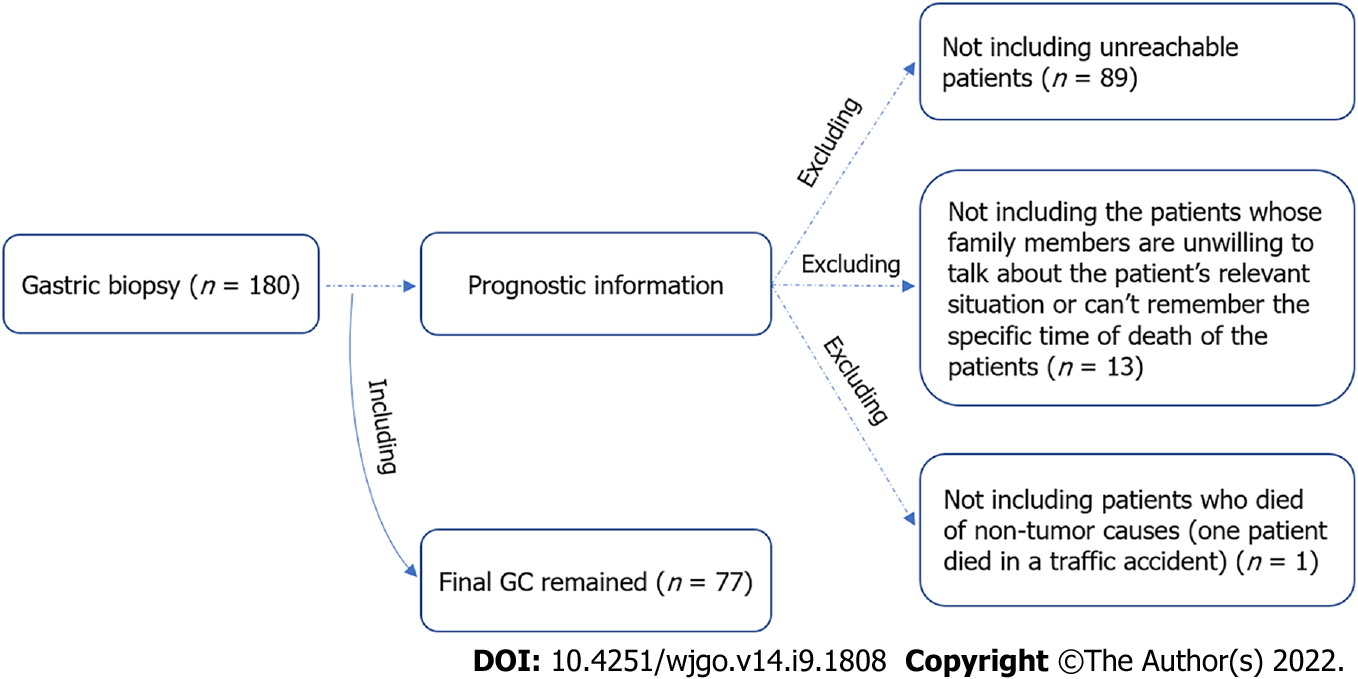 Gastric biopsy (n = 180)
Including
Prognostic information
Final GC remained (n = 77)
Excluding
Not including unreachable
patients (n = 89)
Excluding
Not including the patients whose
family members are unwilling to
talk about the patient’s relevant
situation or can’t remember the
specific time of death of the
patients (n = 13)
Excluding
Not including patients who died
of non-tumor causes (one patient
died in a traffic accident) (n = 1)
DOI: 10.4251/wjgo.v14.i9.1808 Copyright ©The Author(s) 2022.